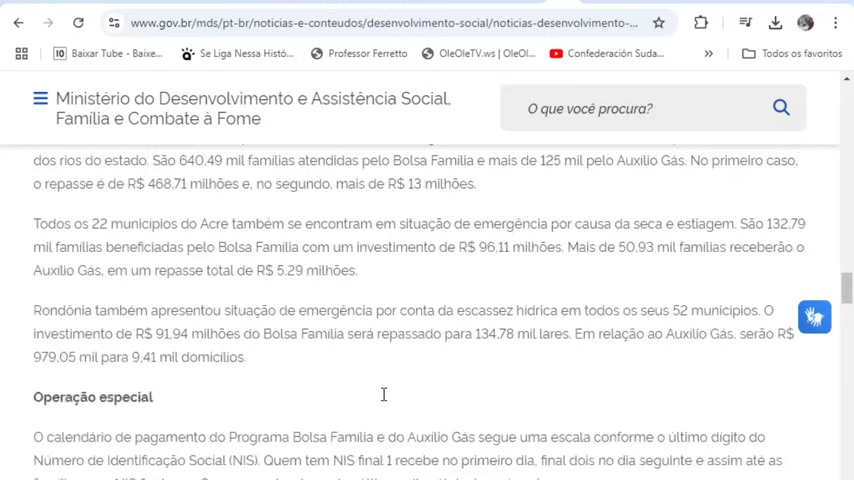 www.gov.br/mds/pt-br/noticias-e-conteudos/desenvolvimento-social/noticias-desenvolvimento-...
10 Baixar Tube - Baixe...
Se Liga Nessa Histó...
Professor Ferretto
OleOleTV.ws | OleOl...
Confederación Suda...
Todos os favoritos
Ministério do Desenvolvimento e Assistência Social,
Família e Combate à Fome
O que você procura?
dos rios do estado. São 640,49 mil famílias atendidas pelo Bolsa Família e mais de 125 mil pelo Auxílio Gás. No primeiro caso,
o repasse é de R$ 468,71 milhões e, no segundo, mais de R$ 13 milhões.
Todos os 22 municípios do Acre também se encontram em situação de emergência por causa da seca e estiagem. São 132,79
mil famílias beneficiadas pelo Bolsa Família com um investimento de R$ 96,11 milhões. Mais de 50,93 mil famílias receberão o
Auxílio Gás, em um repasse total de R$ 5,29 milhões.
Rondônia também apresentou situação de emergência por conta da escassez hídrica em todos os seus 52 municípios. O
investimento de R$ 91,94 milhões do Bolsa Família será repassado para 134,78 mil lares. Em relação ao Auxílio Gás, serão R$
979,05 mil para 9,41 mil domicílios.
Operação especial
O calendário de pagamento do Programa Bolsa Família e do Auxílio Gás segue uma escala conforme o último dígito do
Número de Identificação Social (NIS). Quem tem NIS final 1 recebe no primeiro dia, final dois no dia seguinte e assim até as